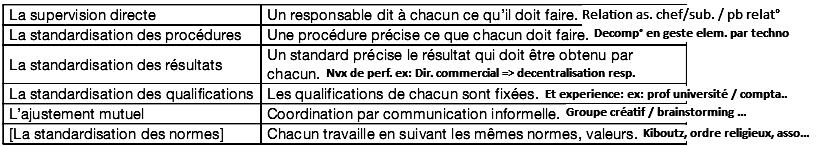 La supervision directe Un responsable dit à chacun ce qu'il doit faire. Relation as. chef/sub. / pb relat°
La standardisation des procédures Une procédure précise ce que chacun doit faire. Decomp° en geste elem. par techno
La standardisation des résultats Un standard précise le résultat qui doit être obtenu par
chacun. Nvx de perf. ex: Dir. commercial => decentralisation resp.
La standardisation des qualifications Les qualifications de chacun sont fixées. Et experience: ex: prof université / compta..
L'ajustement mutuel Coordination par communication informelle. Groupe créatif / brainstorming ...
[La standardisation des normes] Chacun travaille en suivant les mêmes normes, valeurs. Kiboutz, ordre religieux, asso...